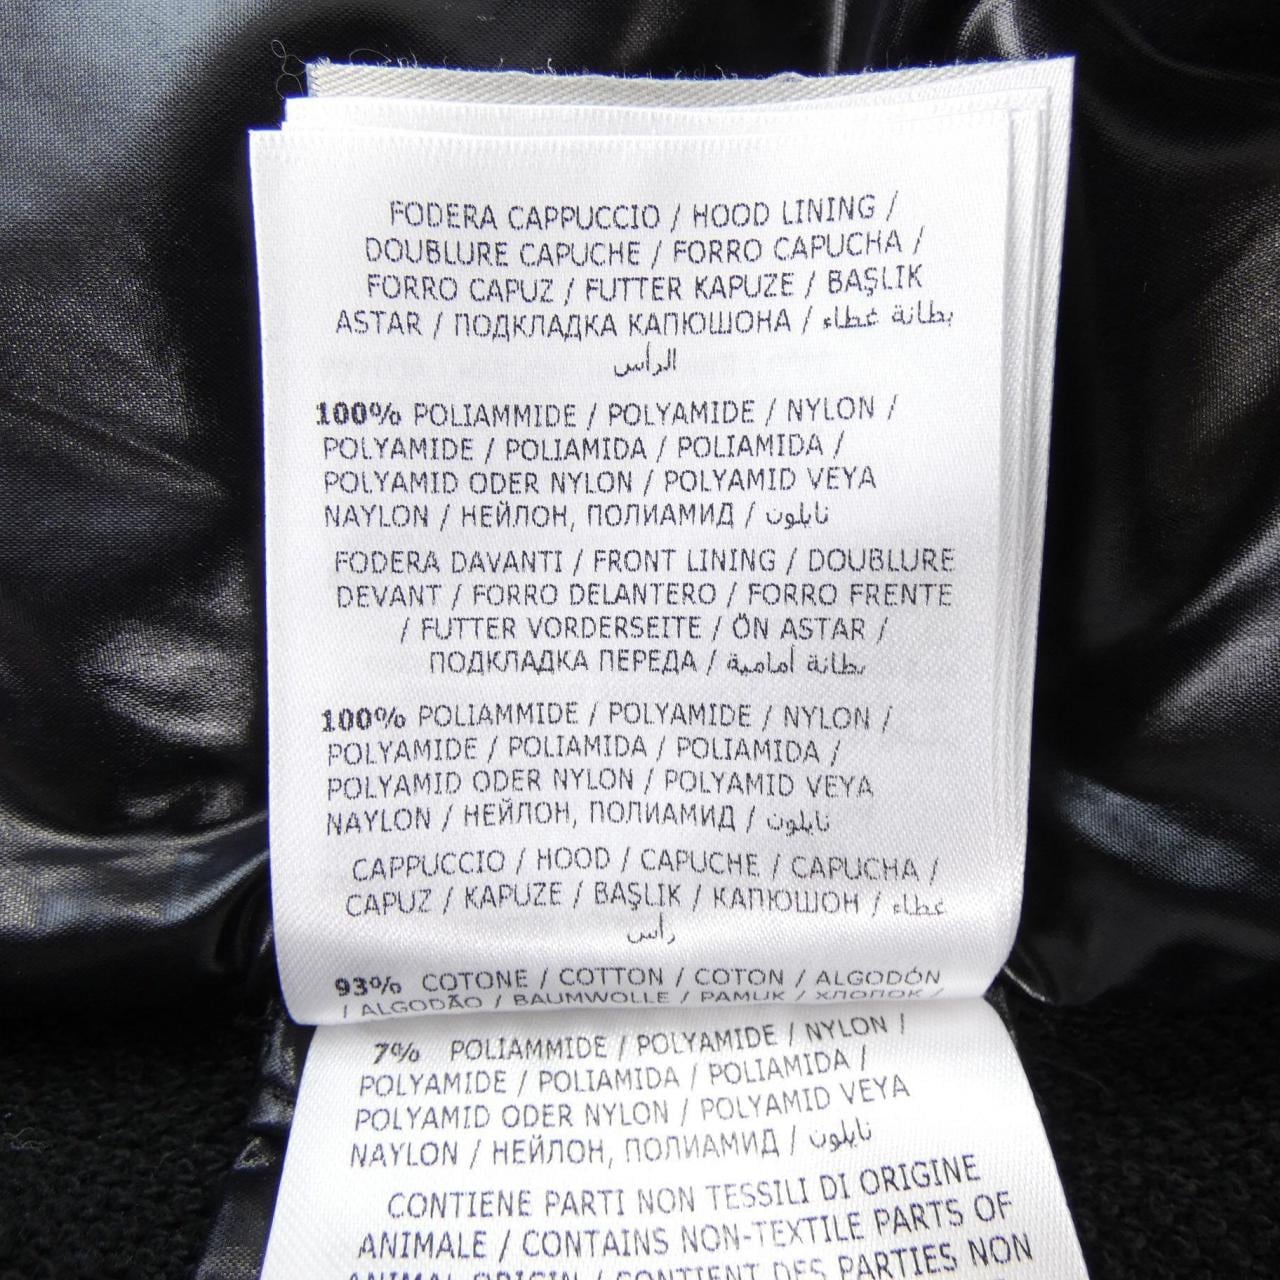 FODERA CAPPUCCIO / HOOD LINING /
DOUBLURE CAPUCHE / FORRO CAPUCHA /
FORRO CAPUZ / FUTTER KAPUZE / BAŞLIK
ASTAR / ПОДКЛАДКА КАПЮШОНА / بطانة غطاء
الرأس
100% POLIAMMIDE / POLYAMIDE / NYLON /
POLYAMIDE / POLIAMIDA / POLIAMIDA /
POLYAMID ODER NYLON / POLYAMID VEYA
NAYLON / НЕЙЛОН, ПОЛИАМИД / نايلون
FODERA DAVANTI / FRONT LINING / DOUBLURE
DEVANT / FORRO DELANTERO / FORRO FRENTE
/ FUTTER VORDERSEITE / ÖN ASTAR /
ПОДКЛАДКА ПЕРЕДА / بطانة أمامية
100% POLIAMMIDE / POLYAMIDE / NYLON /
POLYAMIDE / POLIAMIDA / POLIAMIDA /
POLYAMID ODER NYLON / POLYAMID VEYA
NAYLON / НЕЙЛОН, ПОЛИАМИД / نايلون
CAPPUCCIO / HOOD / CAPUCHE / CAPUCHA /
CAPUZ / KAPUZE / BAŞLIK / КАПЮШОН / غطاء
رأس
93% COTONE / COTTON / COTON / ALGODÓN
/ ALGODÃO / BAUMWOLLE / PAMUK / ХЛОПОК /
7% POLIAMMIDE / POLYAMIDE / NYLON /
POLYAMIDE / POLIAMIDA / POLIAMIDA /
POLYAMID ODER NYLON / POLYAMID VEYA
NAYLON / НЕЙЛОН, ПОЛИАМИД / نايلون
CONTIENE PARTI NON TESSILI DI ORIGINE
ANIMALE / CONTAINS NON-TEXTILE PARTS OF
ANIMAL ORIGIN / CONTIENT DES PARTIES NON